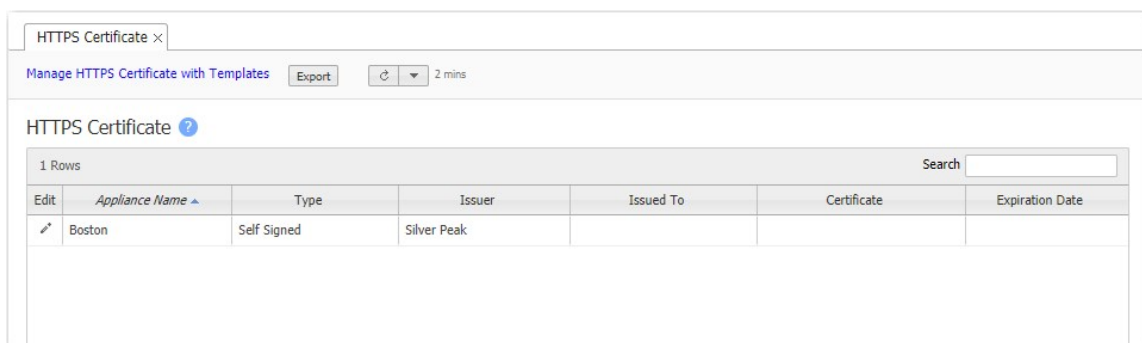 HTTPS Certificate ×
Manage HTTPS Certificate with Templates Export 2 mins
HTTPS Certificate ?
1 Rows Search
Edit Appliance Name Type Issuer Issued To Certificate Expiration Date
Boston Self Signed Silver Peak